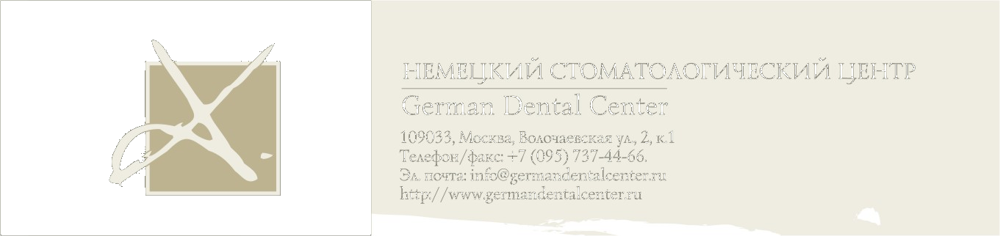 НЕМЕЦКИЙ СТОМАТОЛОГИЧЕСКИЙ ЦЕНТР
German Dental Center
109033, Москва, Волочаевская ул., 2, к.1
Телефон/факс: +7 (095) 737-44-66.
Эл. почта: info@germandentalcenter.ru
http://www.germandentalcenter.ru